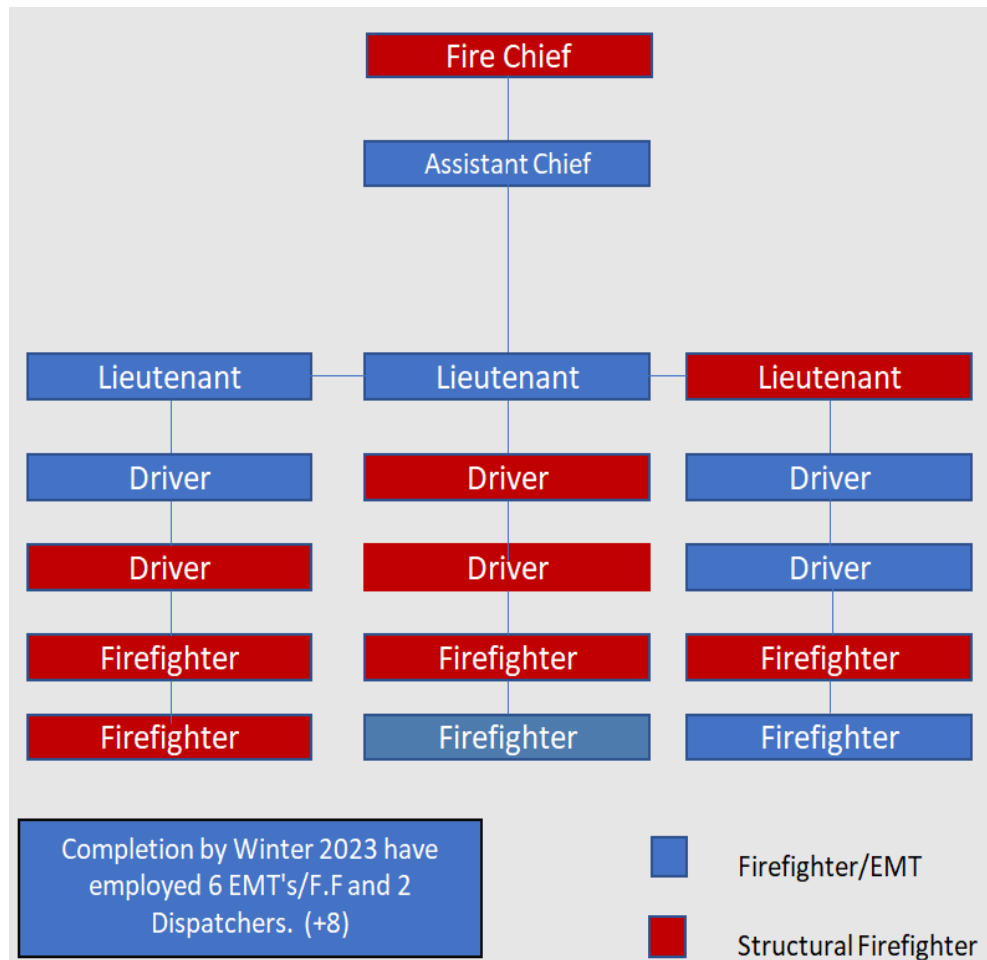 Fire Chief
Assistant Chief
Lieutenant
Lieutenant
Lieutenant
Driver
Driver
Driver
Driver
Driver
Driver
Firefighter
Firefighter
Firefighter
Firefighter
Firefighter
Firefighter
Completion by Winter 2023 have
employed 6 EMT's/F.F and 2
Dispatchers.  (+8)
Firefighter/EMT
Structural Firefighter